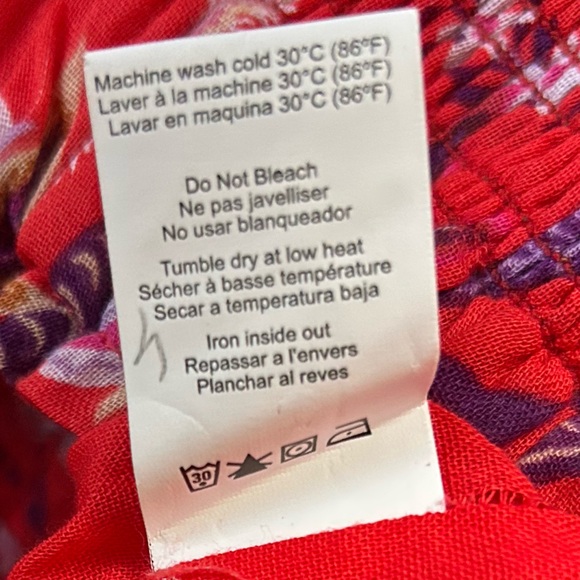 Machine wash cold 30°C (86°F)
Laver à la machine 30°C (86°F)
Lavar en maquina 30°C (86°F)
Do Not Bleach
Ne pas javelliser
No usar blanqueador
Tumble dry at low heat
Sécher à basse température
Secar a temperatura baja
Iron inside out
Repassar a l'envers
Planchar al reves
30